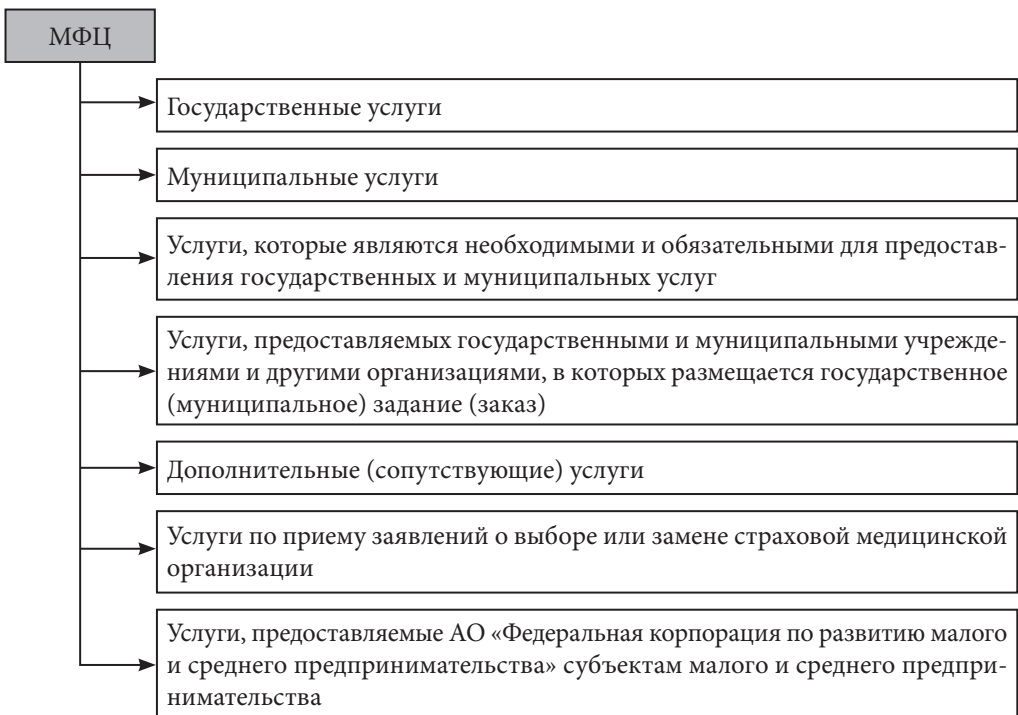 МФЦ
Государственные услуги
Муниципальные услуги
Услуги, которые являются необходимыми и обязательными для предостав-
ления государственных и муниципальных услуг
Услуги, предоставляемых государственными и муниципальными учрежде-
ниями и другими организациями, в которых размещается государственное
(муниципальное) задание (заказ)
Дополнительные (сопутствующие) услуги
Услуги по приему заявлений о выборе или замене страховой медицинской
организации
Услуги, предоставляемые АО «Федеральная корпорация по развитию малого
и среднего предпринимательства» субъектам малого и среднего предпри-
нимательства